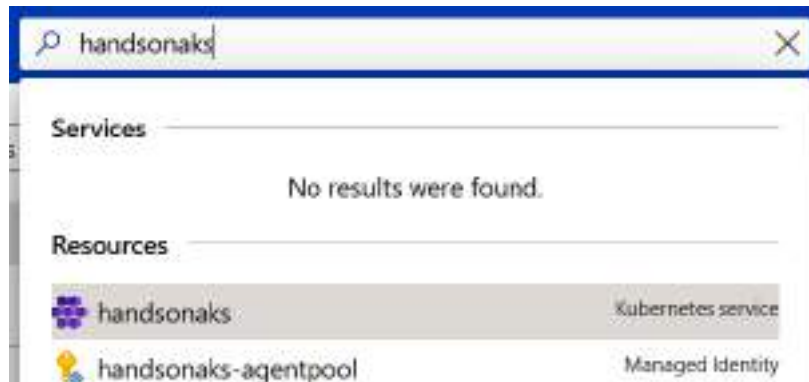 handsonaks
Services
No results were found.
Resources
handsonaks Kubernetes service
handsonaks-agentpool Managed Identity